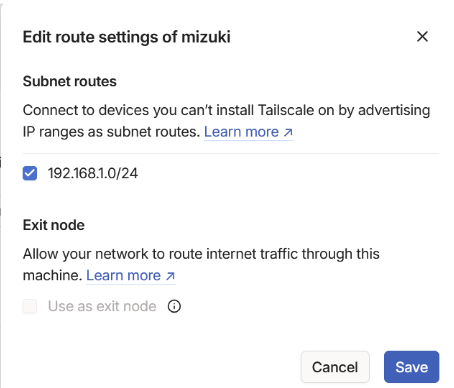 Edit route settings of mizuki
Subnet routes
Connect to devices you can’t install Tailscale on by advertising
IP ranges as subnet routes. Learn more ↗
192.168.1.0/24
Exit node
Allow your network to route internet traffic through this
machine. Learn more ↗
Use as exit node
Cancel
Save